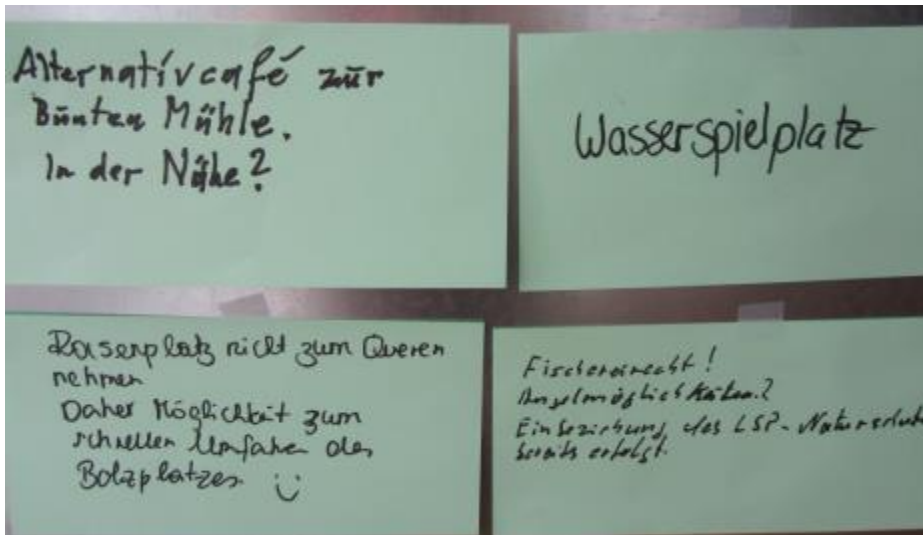 Alternativcafé zur
Bunten Mühle.
In der Nähe?
Wasserspielplatz
Rasenplatz nicht zum Queren
nehmen
Daher Möglichkeit zum
schnellen Umfahren des
Bolzplatzes. :)
Fischereirecht!
Angelmöglichkeiten?
Einbeziehung des LSP-Naturschutz
bereits erfolgt.